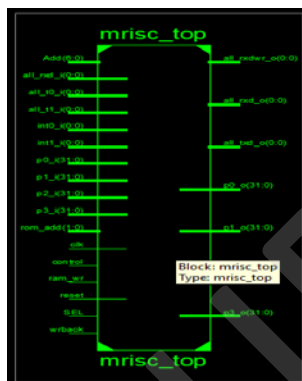 mrisc_top
Add(6:0)
all_rxd_i(0:0)
all_t0_i(0:0)
all_t1_i(0:0)
int0_i(0:0)
int1_i(0:0)
p0_i(31:0)
p1_i(31:0)
p2_i(31:0)
p3_i(31:0)
rom_add(1:0)
clk
control
ram_wr
reset
SEL
wrback
all_rxdwr_o(0:0)
all_rxd_o(0:0)
all_txd_o(0:0)
p0_o(31:0)
p1_o(31:0)
Block: mrisc_top
Type: mrisc_top
p3_o(31:0)
mrisc_top